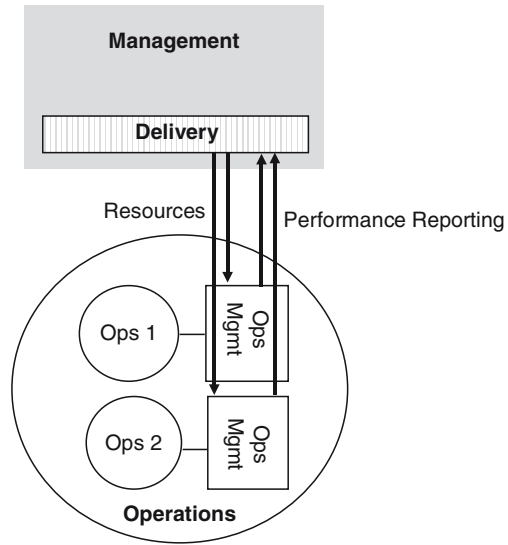 Management
Delivery
Resources
Performance Reporting
Ops 1
Ops
Mgmt
Ops 2
Ops
Mgmt
Operations